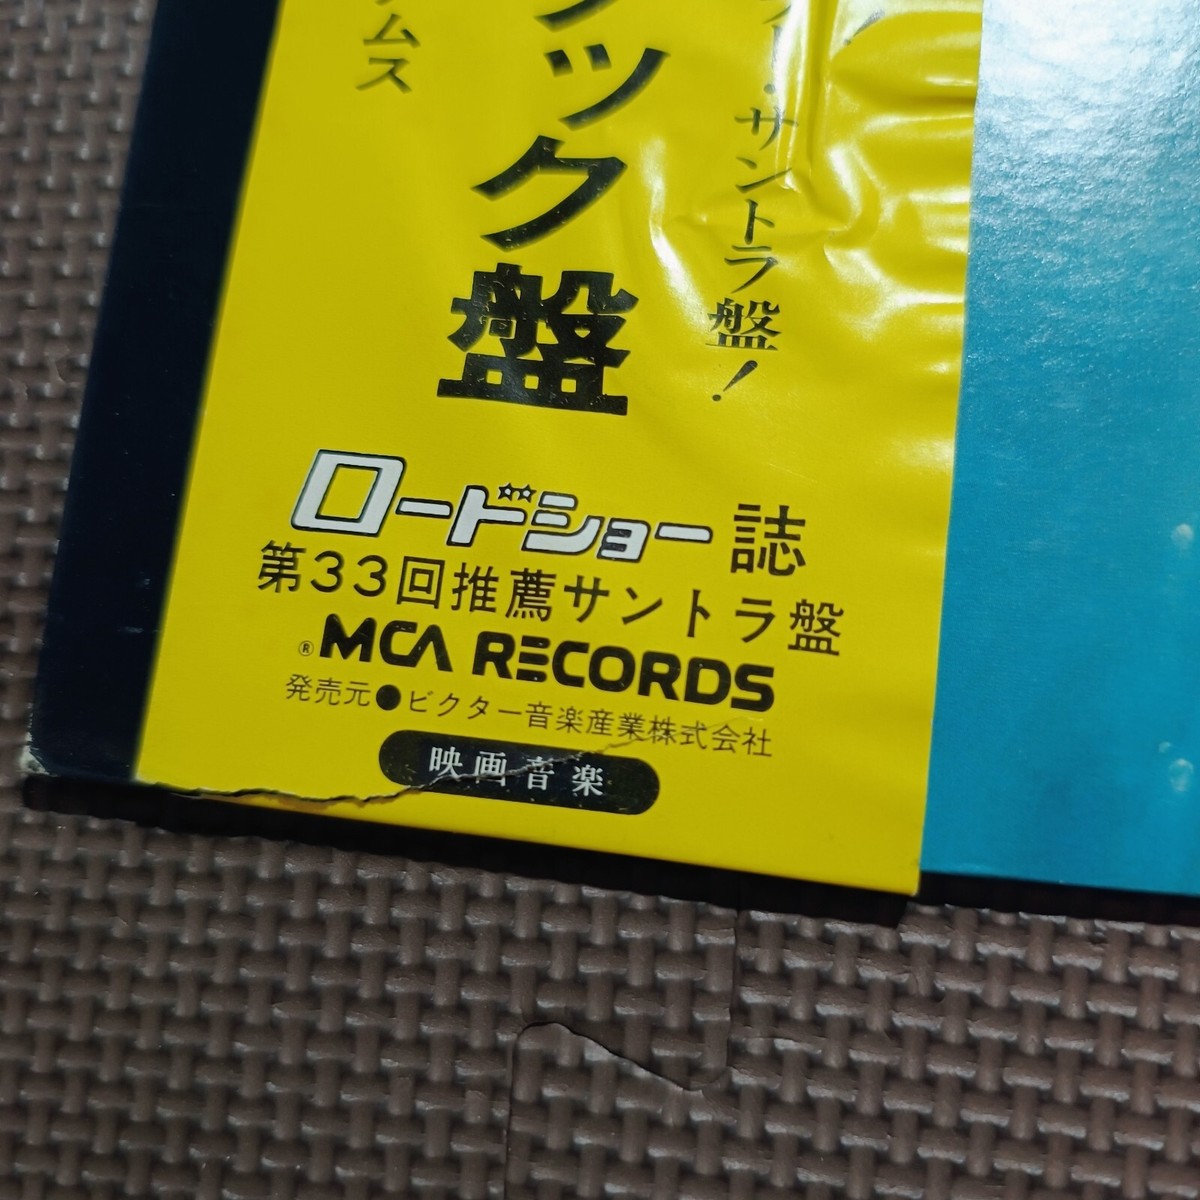 ・サントラ盤!
ック盤
ムス
ロードショー 誌
第33回推薦サントラ盤
® MCA RECORDS
発売元●ビクター音楽産業株式会社
映画音楽